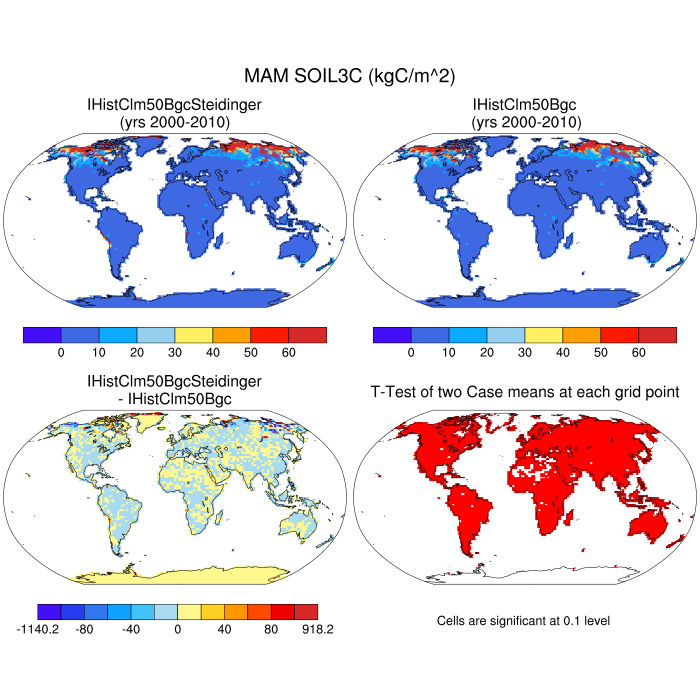 MAM SOIL3C (kgC/m^2)
IHistClm50BgcSteidinger
(yrs 2000-2010)
IHistClm50Bgc
(yrs 2000-2010)
0 10 20 30 40 50 60
0 10 20 30 40 50 60
IHistClm50BgcSteidinger
- IHistClm50Bgc
T-Test of two Case means at each grid point
-1140.2 -80 -40 0 40 80 918.2
Cells are significant at 0.1 level